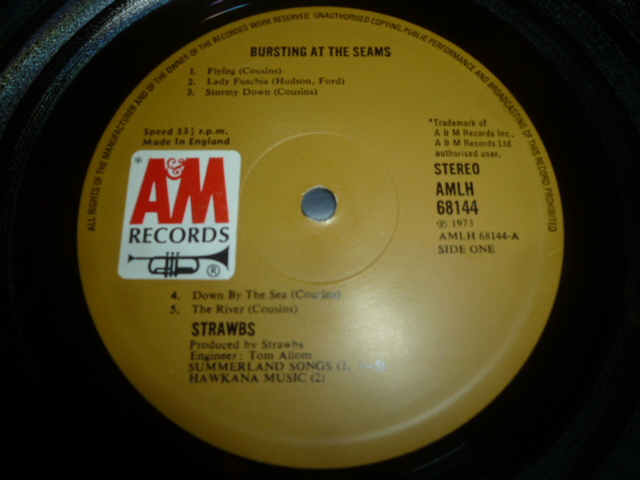 ALL RIGHTS OF THE MANUFACTURER AND OF THE OWNER OF THE RECORDED WORK RESERVED UNAUTHORISED COPYING, PUBLIC PERFORMANCE AND BROADCASTING OF THIS RECORD PROHIBITED
BURSTING AT THE SEAMS
1. Flying (Cousins)
2. Lady Fuschia (Hudson, Ford)
3. Stormy Down (Cousins)
Speed 33⅓ r.p.m.
Made In England
*Trademark of
A & M Records Inc.,
A & M Records Ltd
authorised user.
* A&M
RECORDS
®
STEREO
AMLH
68144
℗ 1973
AMLH 68144-A
SIDE ONE
4. Down By The Sea (Cousins)
5. The River (Cousins)
STRAWBS
Produced by Strawbs
Engineer: Tom Allom
SUMMERLAND SONGS (1,
HAWKANA MUSIC (2)